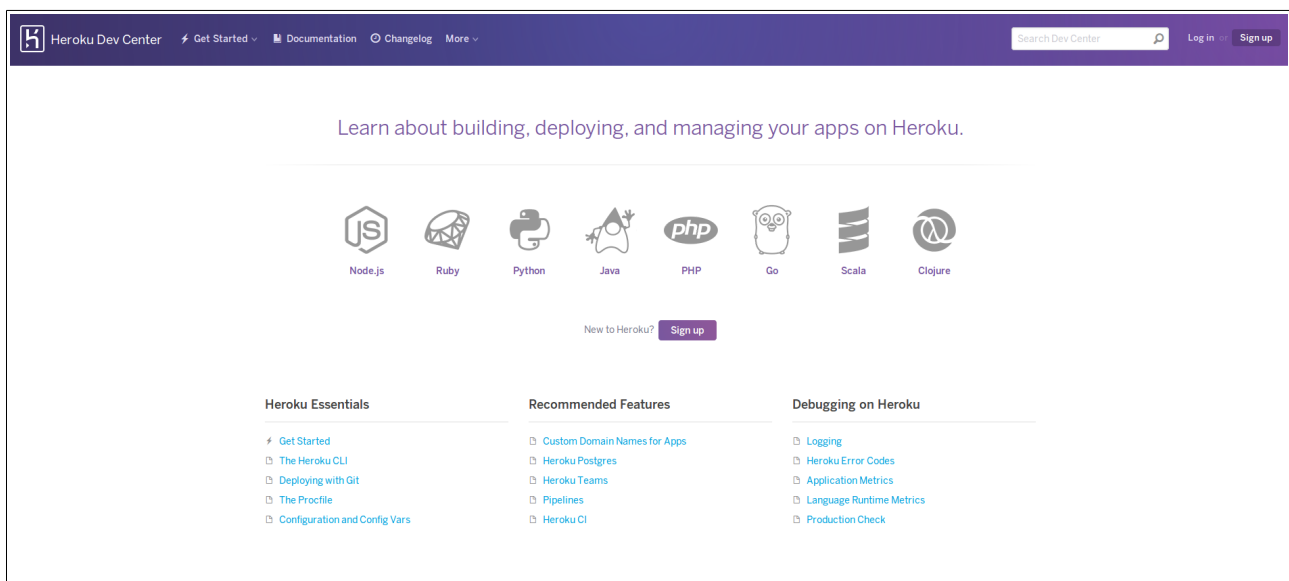 Heroku Dev Center Get Started Documentation Changelog More Search Dev Center Log in or Sign up
Learn about building, deploying, and managing your apps on Heroku.
JS php
Node.js Ruby Python Java PHP Go Scala Clojure
New to Heroku? Sign up
Heroku Essentials
Get Started
The Heroku CLI
Deploying with Git
The Procfile
Configuration and Config Vars
Recommended Features
Custom Domain Names for Apps
Heroku Postgres
Heroku Teams
Pipelines
Heroku CI
Debugging on Heroku
Logging
Heroku Error Codes
Application Metrics
Language Runtime Metrics
Production Check